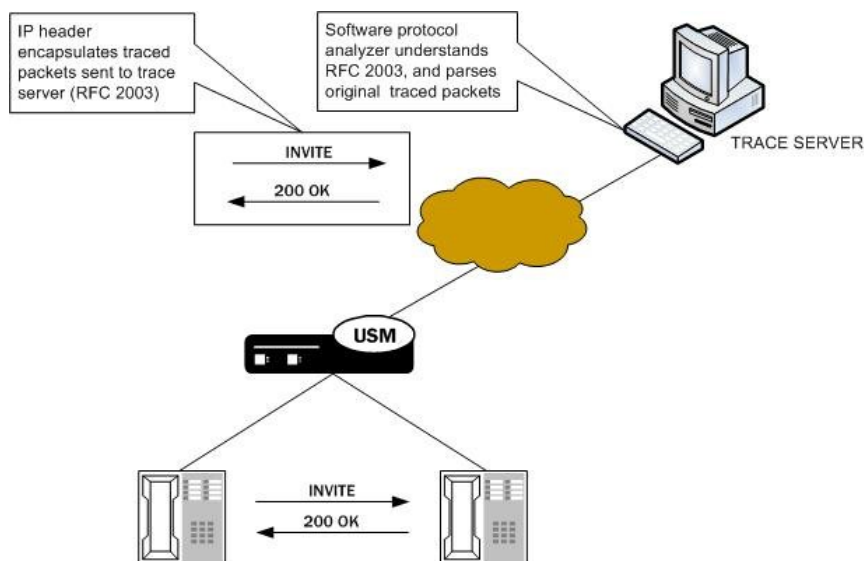 IP header
encapsulates traced
packets sent to trace
server (RFC 2003)
Software protocol
analyzer understands
RFC 2003, and parses
original traced packets
TRACE SERVER
INVITE
200 OK
USM
INVITE
200 OK